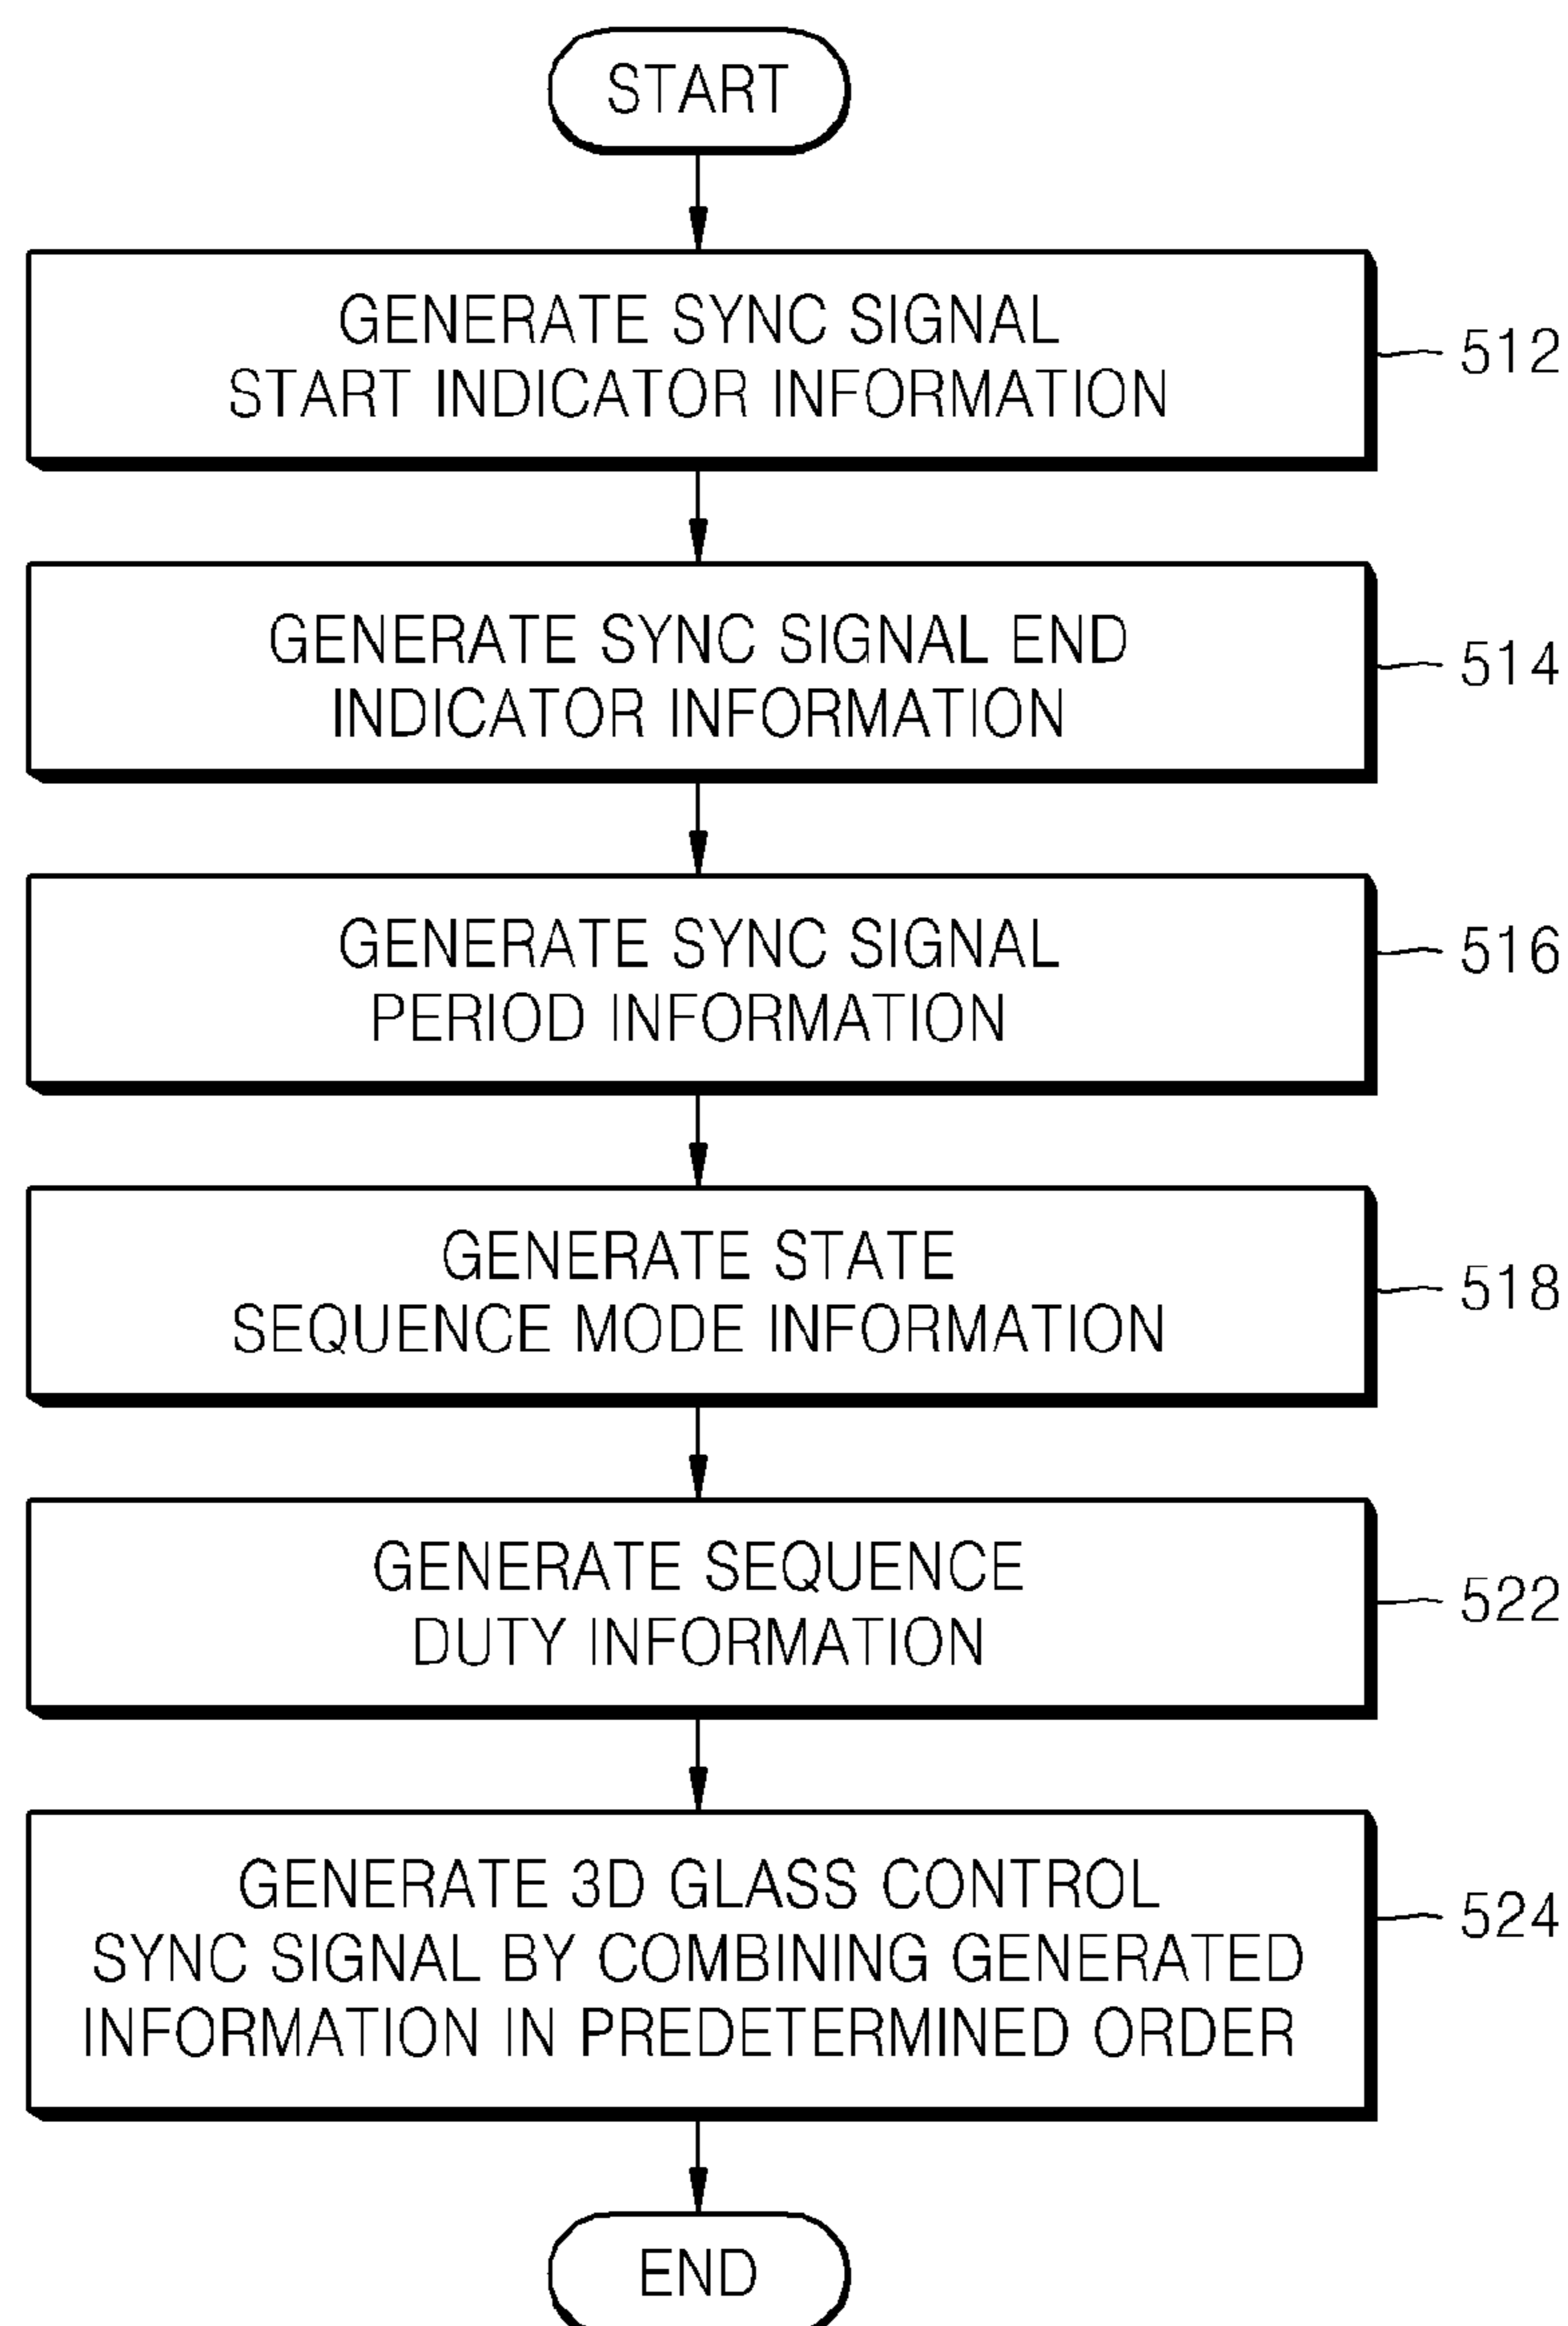 START
GENERATE SYNC SIGNAL
START INDICATOR INFORMATION
512
GENERATE SYNC SIGNAL END
INDICATOR INFORMATION
514
GENERATE SYNC SIGNAL
PERIOD INFORMATION
516
GENERATE STATE
SEQUENCE MODE INFORMATION
518
GENERATE SEQUENCE
DUTY INFORMATION
522
GENERATE 3D GLASS CONTROL
SYNC SIGNAL BY COMBINING GENERATED
INFORMATION IN PREDETERMINED ORDER
524
END